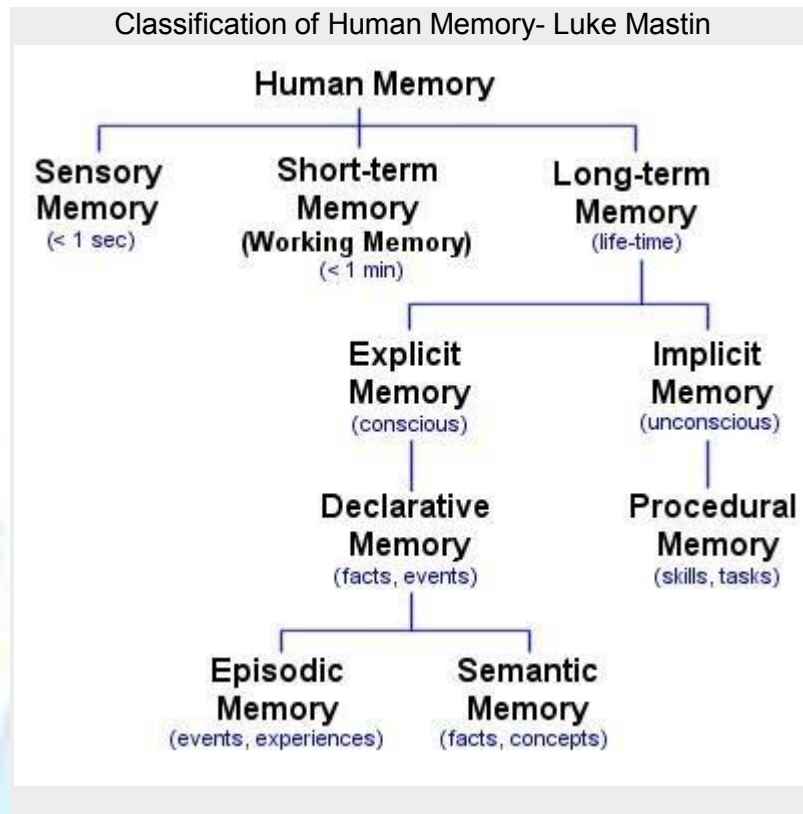 Classification of Human Memory- Luke Mastin
Human Memory
Sensory
Memory
(< 1 sec)
Short-term
Memory
(Working Memory)
(< 1 min)
Long-term
Memory
(life-time)
Explicit
Memory
(conscious)
Implicit
Memory
(unconscious)
Declarative
Memory
(facts, events)
Procedural
Memory
(skills, tasks)
Episodic
Memory
(events, experiences)
Semantic
Memory
(facts, concepts)